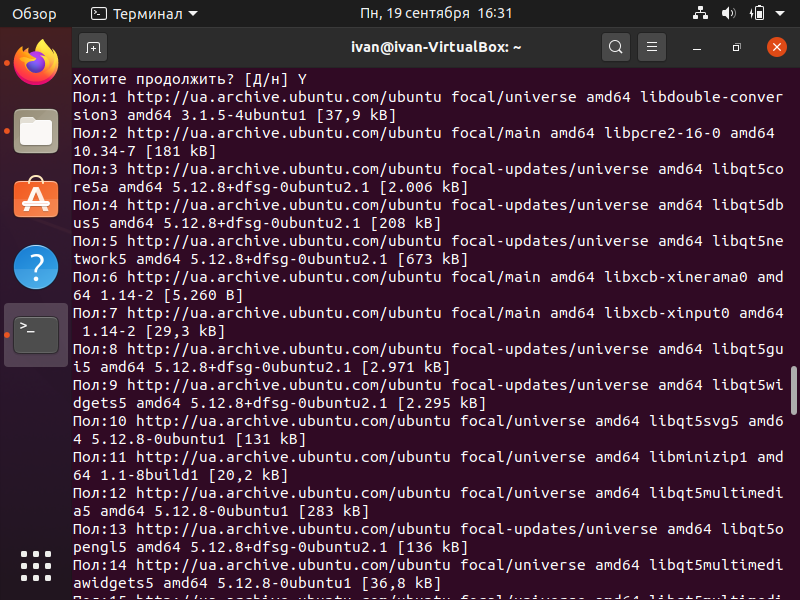 Обзор
Терминал
Пн, 19 сентября 16:31
ivan@ivan-VirtualBox: ~
Хотите продолжить? [Д/н] Y
Пол:1 http://ua.archive.ubuntu.com/ubuntu focal/universe amd64 libdouble-conver
sion3 amd64 3.1.5-4ubuntu1 [37,9 kB]
Пол:2 http://ua.archive.ubuntu.com/ubuntu focal/main amd64 libpcre2-16-0 amd64
10.34-7 [181 kB]
Пол:3 http://ua.archive.ubuntu.com/ubuntu focal-updates/universe amd64 libqt5co
re5a amd64 5.12.8+dfsg-0ubuntu2.1 [2.006 kB]
Пол:4 http://ua.archive.ubuntu.com/ubuntu focal-updates/universe amd64 libqt5db
us5 amd64 5.12.8+dfsg-0ubuntu2.1 [208 kB]
Пол:5 http://ua.archive.ubuntu.com/ubuntu focal-updates/universe amd64 libqt5ne
twork5 amd64 5.12.8+dfsg-0ubuntu2.1 [673 kB]
Пол:6 http://ua.archive.ubuntu.com/ubuntu focal/main amd64 libxcb-xinerama0 amd
64 1.14-2 [5.260 B]
Пол:7 http://ua.archive.ubuntu.com/ubuntu focal/main amd64 libxcb-xinput0 amd64
1.14-2 [29,3 kB]
Пол:8 http://ua.archive.ubuntu.com/ubuntu focal-updates/universe amd64 libqt5gu
i5 amd64 5.12.8+dfsg-0ubuntu2.1 [2.971 kB]
Пол:9 http://ua.archive.ubuntu.com/ubuntu focal-updates/universe amd64 libqt5wi
dgets5 amd64 5.12.8+dfsg-0ubuntu2.1 [2.295 kB]
Пол:10 http://ua.archive.ubuntu.com/ubuntu focal/universe amd64 libqt5svg5 amd6
4 5.12.8-0ubuntu1 [131 kB]
Пол:11 http://ua.archive.ubuntu.com/ubuntu focal/universe amd64 libminizip1 amd
64 1.1-8build1 [20,2 kB]
Пол:12 http://ua.archive.ubuntu.com/ubuntu focal/universe amd64 libqt5multimedi
a5 amd64 5.12.8-0ubuntu1 [283 kB]
Пол:13 http://ua.archive.ubuntu.com/ubuntu focal-updates/universe amd64 libqt5o
pengl5 amd64 5.12.8+dfsg-0ubuntu2.1 [136 kB]
Пол:14 http://ua.archive.ubuntu.com/ubuntu focal/universe amd64 libqt5multimedi
awidgets5 amd64 5.12.8-0ubuntu1 [36,8 kB]